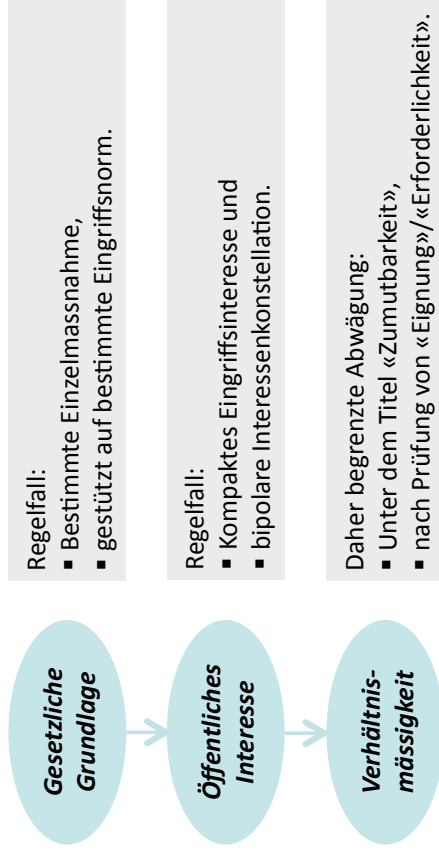 Gesetzliche
Grundlage
Regelfall:
▪ Bestimmte Einzelmassnahme,
▪ gestützt auf bestimmte Eingriffsnorm.
Öffentliches
Interesse
Regelfall:
▪ Kompaktes Eingriffsinteresse und
▪ bipolare Interessenkonstellation.
Verhältnis-
mässigkeit
Daher begrenzte Abwägung:
▪ Unter dem Titel «Zumutbarkeit»,
▪ nach Prüfung von «Eignung»/«Erforderlichkeit».